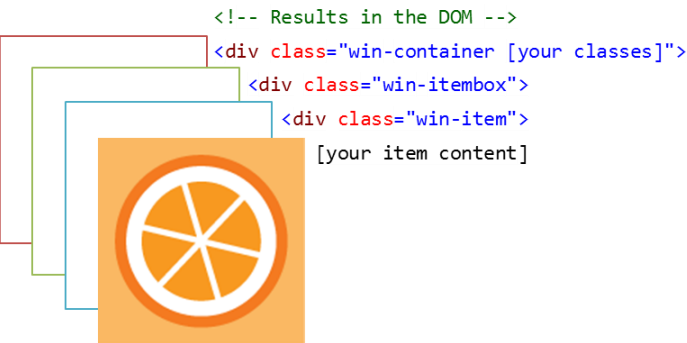 <!-- Results in the DOM -->
<div class="win-container [your classes]">
<div class="win-itembox">
<div class="win-item">
[your item content]